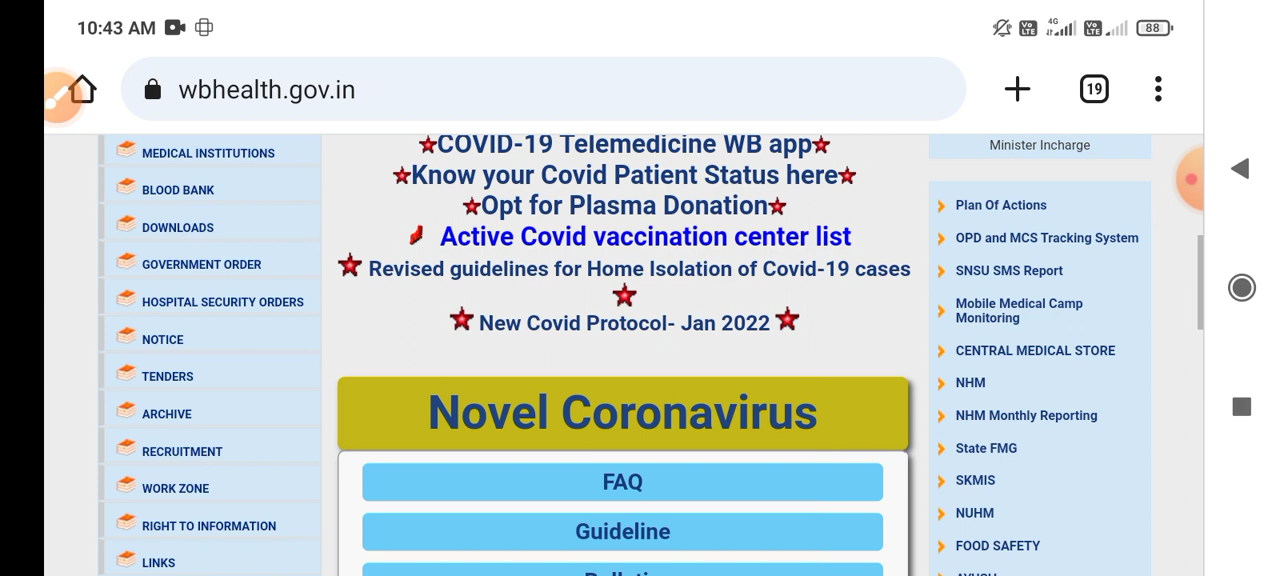 10:43 AM
Vo LTE
4G
Vo LTE
88
wbhealth.gov.in
19
MEDICAL INSTITUTIONS
BLOOD BANK
DOWNLOADS
GOVERNMENT ORDER
HOSPITAL SECURITY ORDERS
NOTICE
TENDERS
ARCHIVE
RECRUITMENT
WORK ZONE
RIGHT TO INFORMATION
LINKS
COVID-19 Telemedicine WB app
Know your Covid Patient Status here
Opt for Plasma Donation
Active Covid vaccination center list
Revised guidelines for Home Isolation of Covid-19 cases
New Covid Protocol- Jan 2022
Novel Coronavirus
FAQ
Guideline
Minister Incharge
Plan Of Actions
OPD and MCS Tracking System
SNSU SMS Report
Mobile Medical Camp
Monitoring
CENTRAL MEDICAL STORE
NHM
NHM Monthly Reporting
State FMG
SKMIS
NUHM
FOOD SAFETY